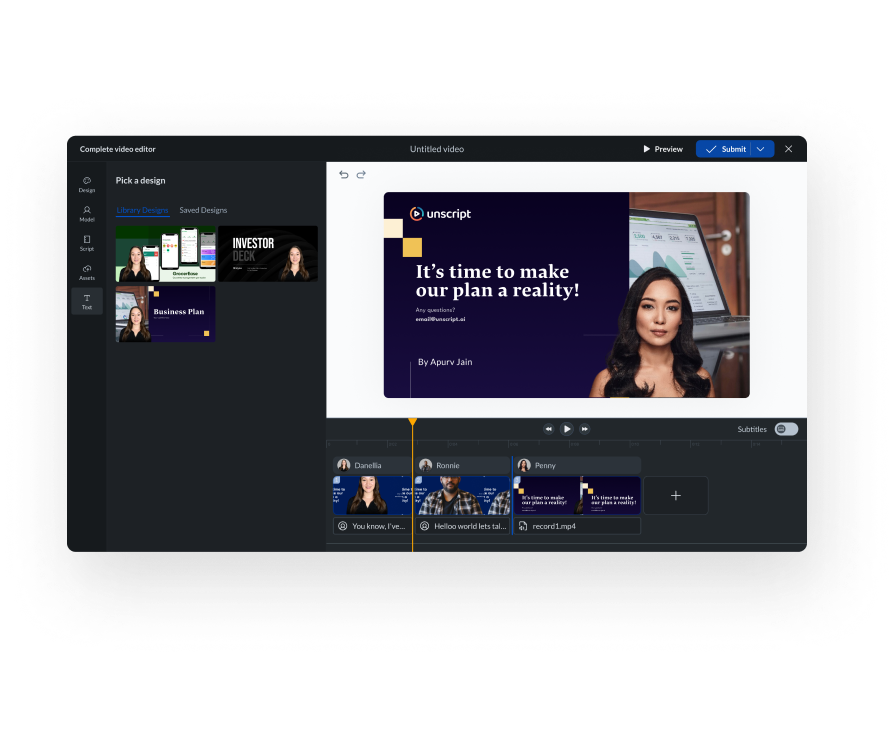 Complete video editor
Untitled video
Preview
Submit
Design
Model
Script
Assets
Text
Pick a design
Library Designs
Saved Designs
GreenBase
INVESTOR
DECK
Business Plan
unscript
It's time to make
our plan a reality!
Any questions?
email@unscript.ai
By Apurv Jain
Subtitles
Danellia
Ronnie
Penny
It's time to make
our plan a reality!
It's time to make
our plan a reality!
You know, I've...
Helloo world lets tal...
record1.mp4